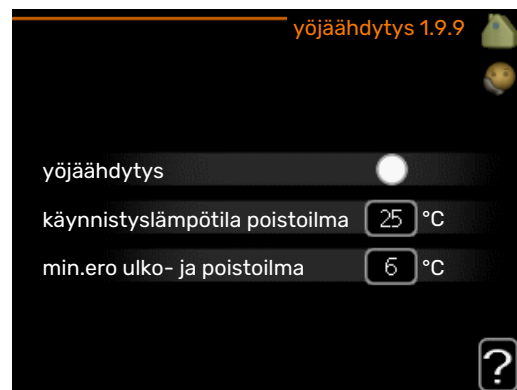 yöjäähdytys 1.9.9
yöjäähdytys
käynnistyslämpötila poistoilma 25 °C
min.ero ulko- ja poistoilma 6 °C
?